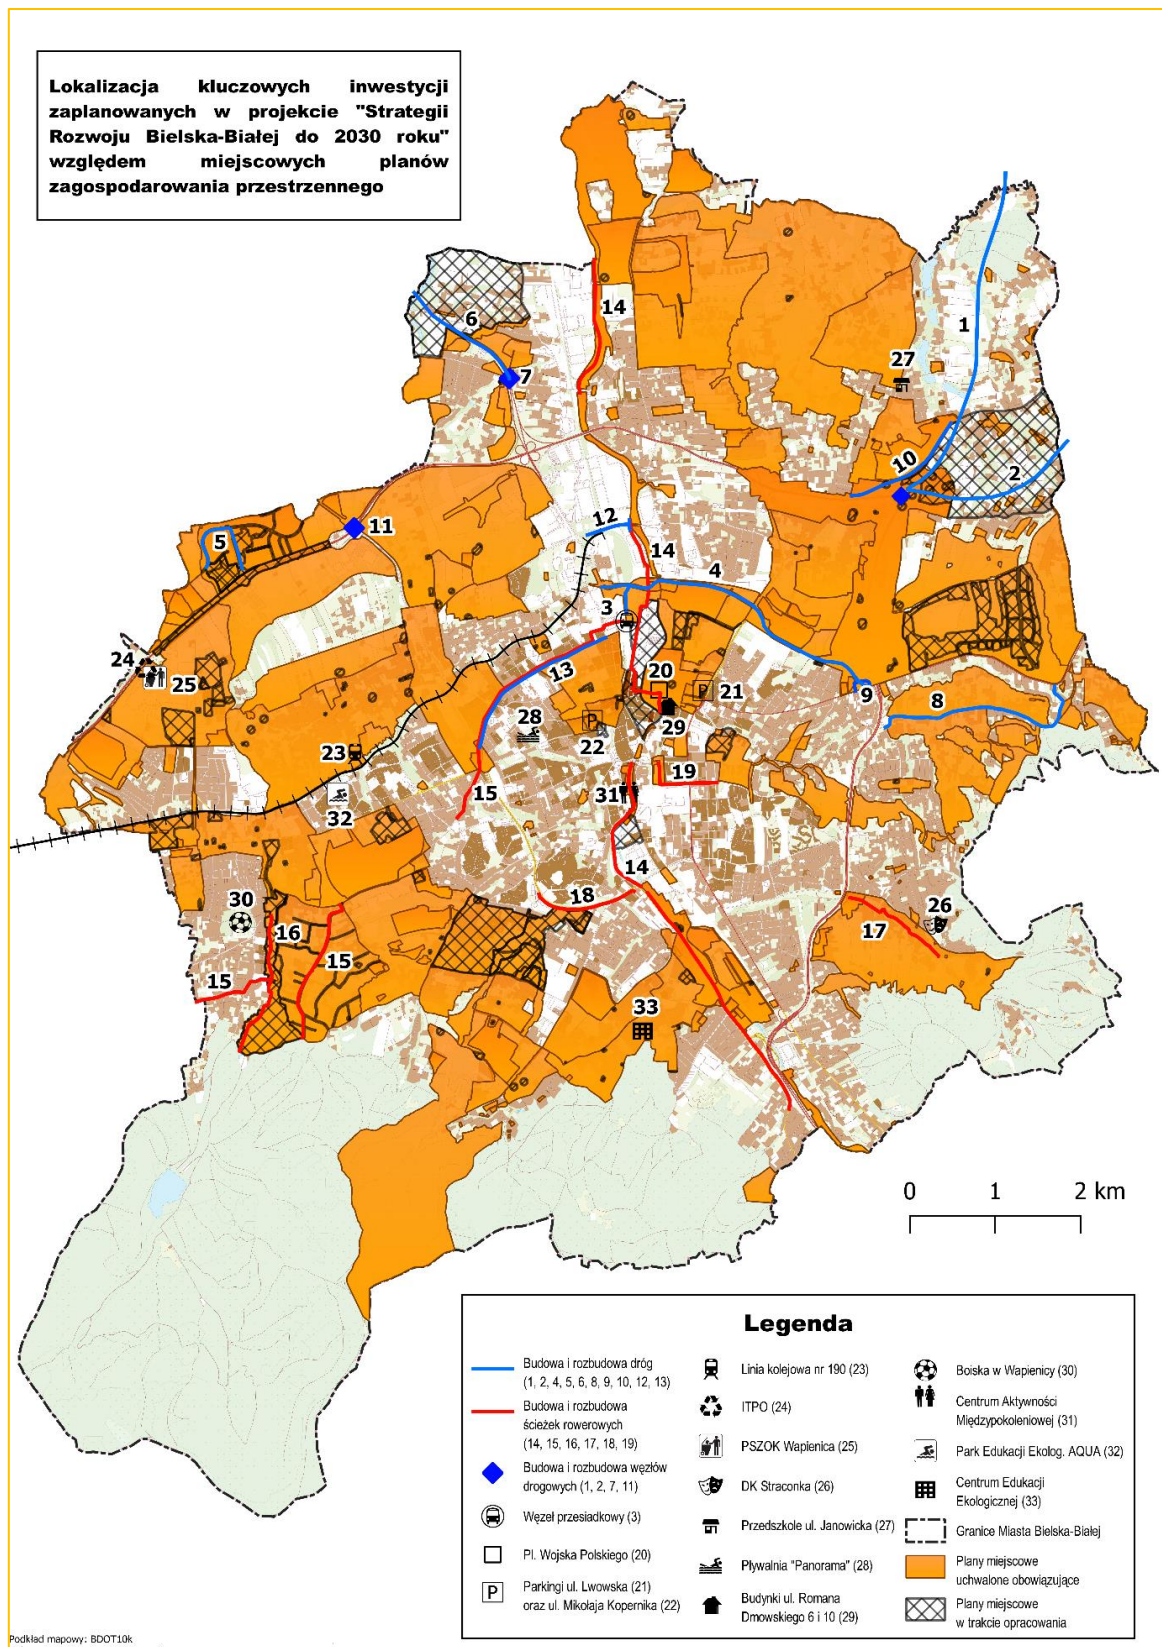 Lokalizacja kluczowych inwestycji
zaplanowanych w projekcie "Strategii
Rozwoju Bielska-Białej do 2030 roku"
względem miejscowych planów
zagospodarowania przestrzennego
14
1
6
7
27
10
2
12
11
5
14
4
3
13
24
25
20
21
9
8
28
22
29
23
15
19
31
32
14
18
30
16
15
15
26
17
33
0 1 2 km
Legenda
Budowa i rozbudowa dróg
(1, 2, 4, 5, 6, 8, 9, 10, 12, 13)
Budowa i rozbudowa
ścieżek rowerowych
(14, 15, 16, 17, 18, 19)
Budowa i rozbudowa węzłów
drogowych (1, 2, 7, 11)
Węzeł przesiadkowy (3)
Pl. Wojska Polskiego (20)
P
Parkingi ul. Lwowska (21)
oraz ul. Mikołaja Kopernika (22)
Linia kolejowa nr 190 (23)
ITPO (24)
PSZOK Wapienica (25)
DK Straconka (26)
Przedszkole ul. Janowicka (27)
Pływalnia "Panorama" (28)
Budynki ul. Romana
Dmowskiego 6 i 10 (29)
Boiska w Wapienicy (30)
Centrum Aktywności
Międzypokoleniowej (31)
Park Edukacji Ekolog. AQUA (32)
Centrum Edukacji
Ekologicznej (33)
Granice Miasta Bielska-Białej
Plany miejscowe
uchwalone obowiązujące
Plany miejscowe
w trakcie opracowania
Podkład mapowy: BDOT10k